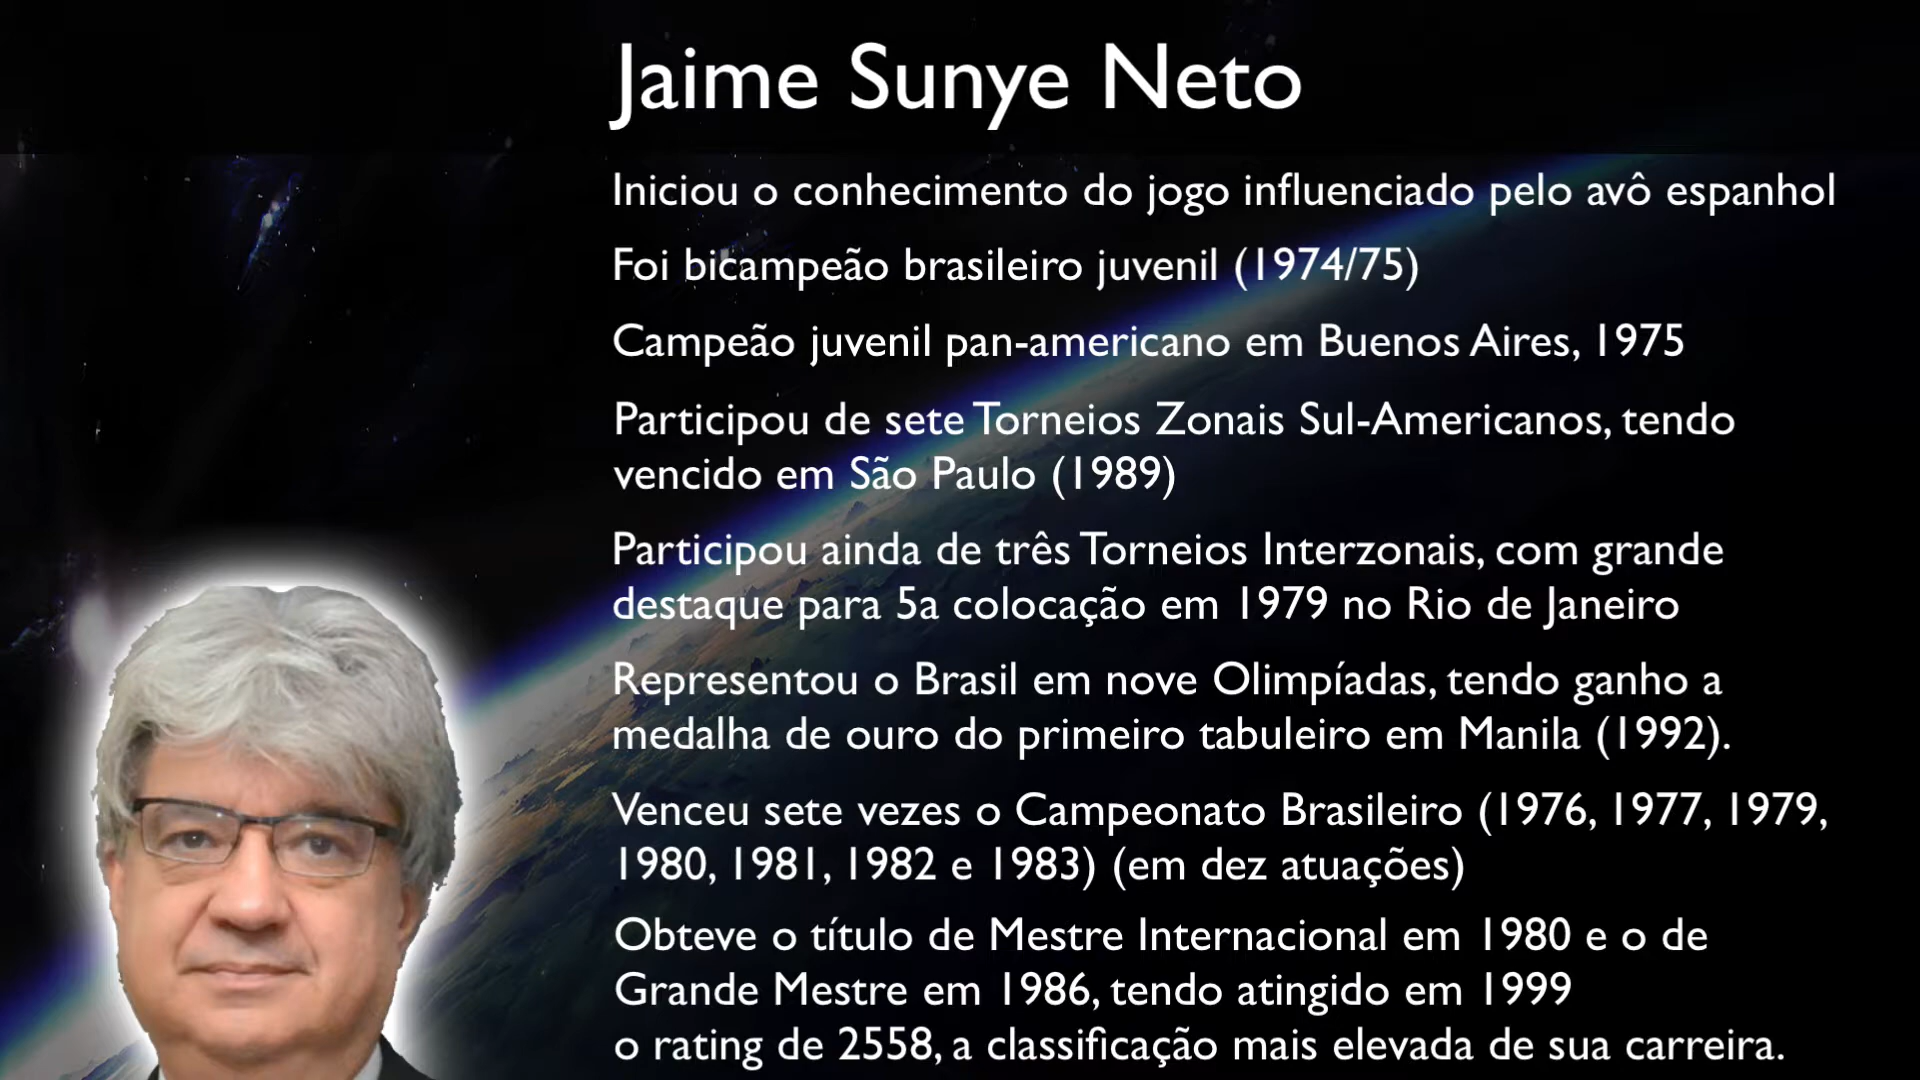 Jaime Sunye Neto
Iniciou o conhecimento do jogo influenciado pelo avô espanhol
Foi bicampeão brasileiro juvenil (1974/75)
Campeão juvenil pan-americano em Buenos Aires, 1975
Participou de sete Torneios Zonais Sul-Americanos, tendo
vencido em São Paulo (1989)
Participou ainda de três Torneios Interzonais, com grande
destaque para 5a colocação em 1979 no Rio de Janeiro
Representou o Brasil em nove Olimpíadas, tendo ganho a
medalha de ouro do primeiro tabuleiro em Manila (1992).
Venceu sete vezes o Campeonato Brasileiro (1976, 1977, 1979,
1980, 1981, 1982 e 1983) (em dez atuações)
Obteve o título de Mestre Internacional em 1980 e o de
Grande Mestre em 1986, tendo atingido em 1999
o rating de 2558, a classificação mais elevada de sua carreira.